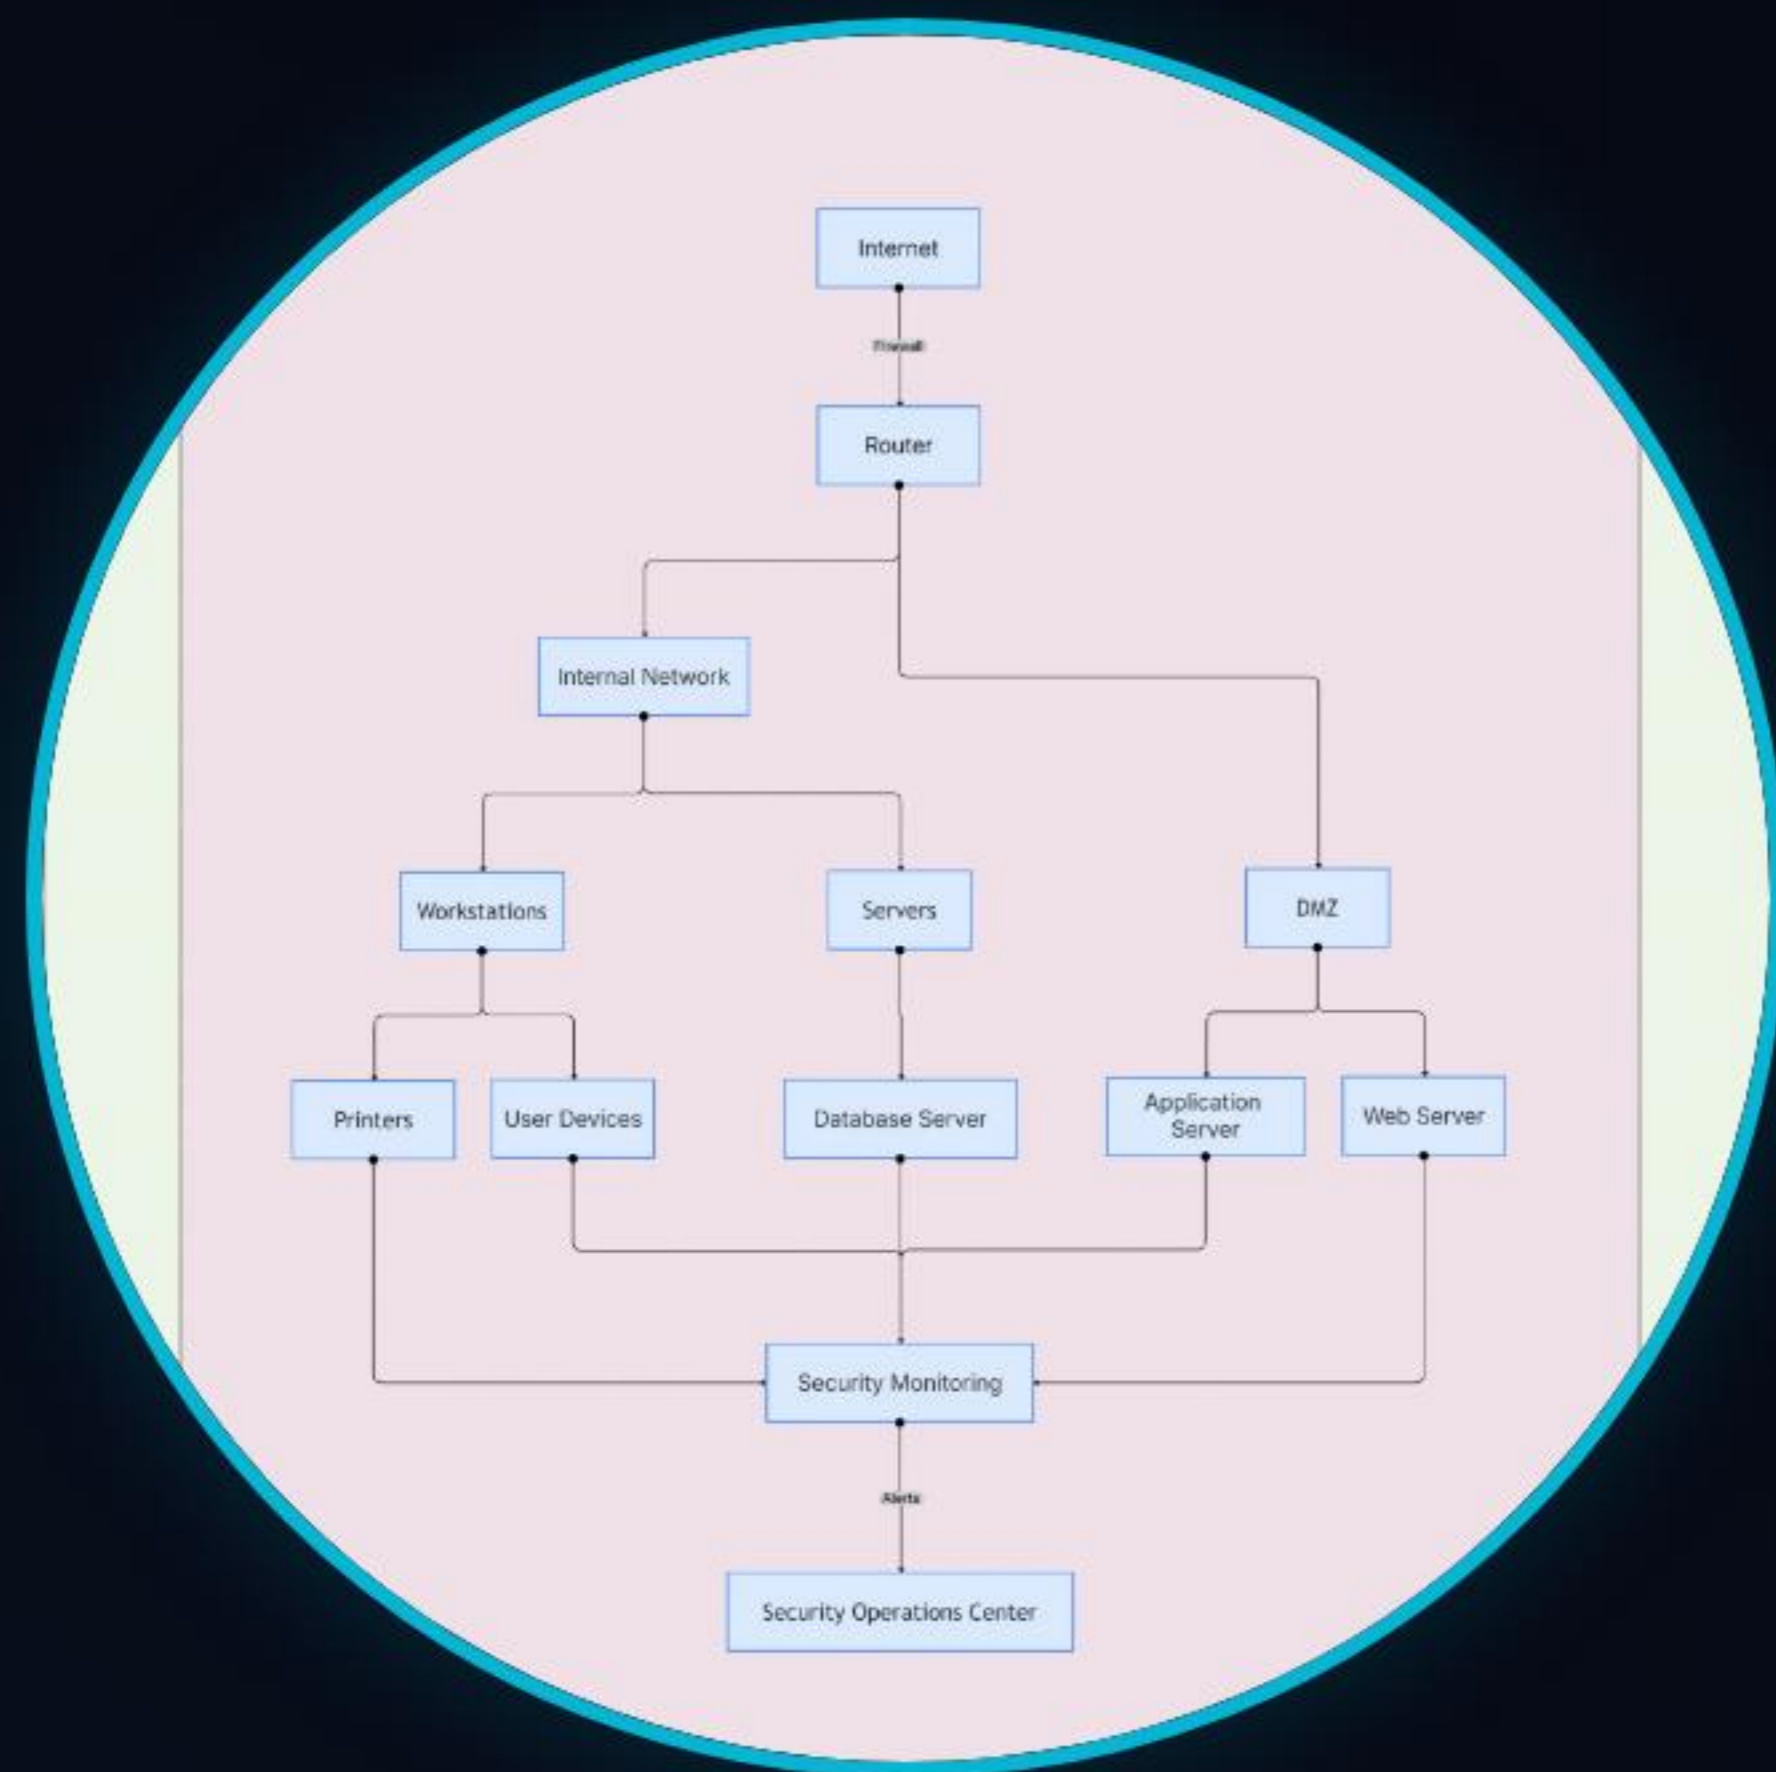 Internet
Firewall
Router
Internal Network
Workstations
Servers
DMZ
Printers
User Devices
Database Server
Application
Server
Web Server
Security Monitoring
Alerts
Security Operations Center